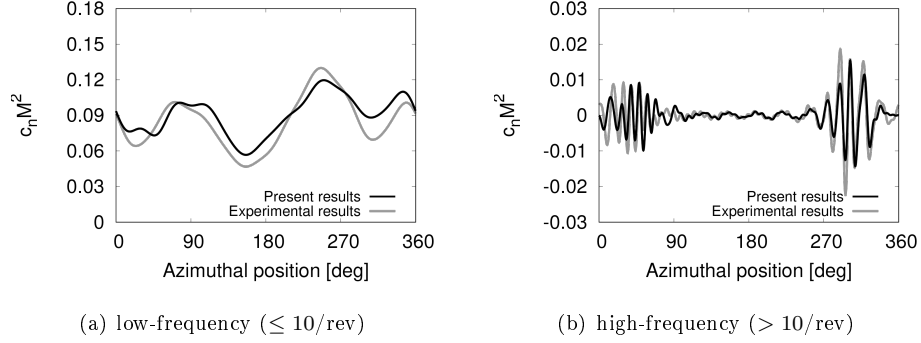 0.18
0.15
0.12
0.09
0.06
0.03
0
c_nM^2
Present results
Experimental results
0 90 180 270 360
Azimuthal position [deg]
(a) low-frequency (≤ 10/rev)
0.03
0.02
0.01
0
-0.01
-0.02
-0.03
c_nM^2
Present results
Experimental results
0 90 180 270 360
Azimuthal position [deg]
(b) high-frequency (> 10/rev)